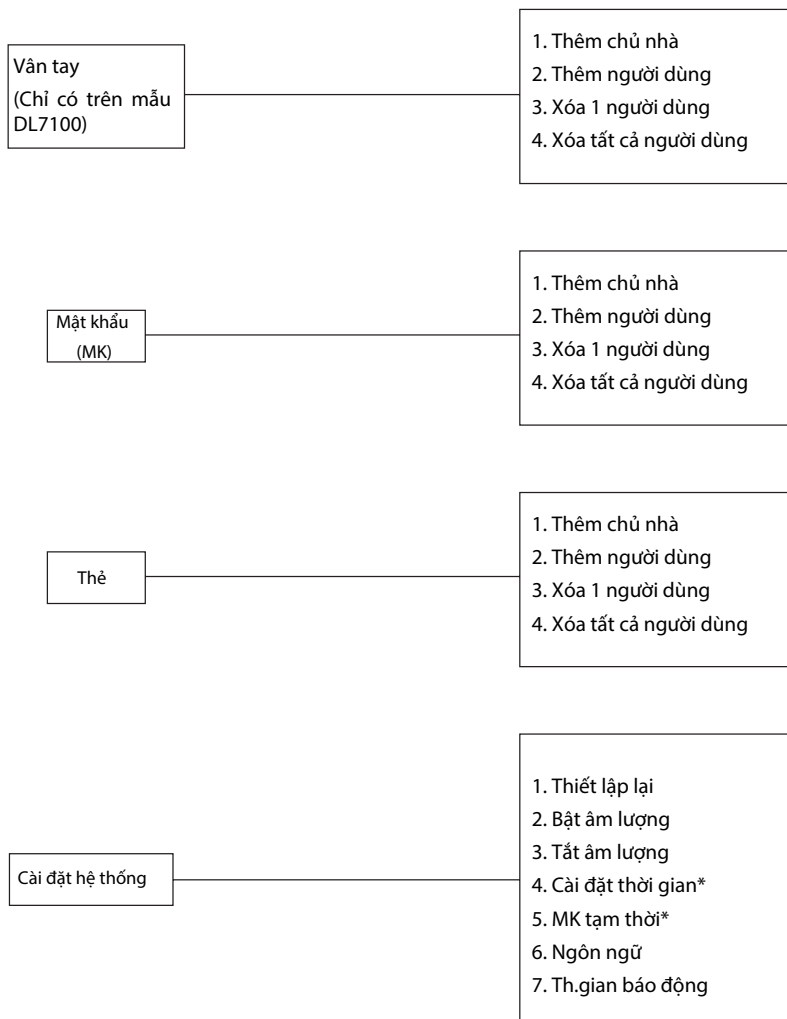 Vân tay
(Chỉ có trên mẫu
DL7100)
1. Thêm chủ nhà
2. Thêm người dùng
3. Xóa 1 người dùng
4. Xóa tất cả người dùng
Mật khẩu
(MK)
1. Thêm chủ nhà
2. Thêm người dùng
3. Xóa 1 người dùng
4. Xóa tất cả người dùng
Thẻ
1. Thêm chủ nhà
2. Thêm người dùng
3. Xóa 1 người dùng
4. Xóa tất cả người dùng
Cài đặt hệ thống
1. Thiết lập lại
2. Bật âm lượng
3. Tắt âm lượng
4. Cài đặt thời gian*
5. MK tạm thời*
6. Ngôn ngữ
7. Th.gian báo động